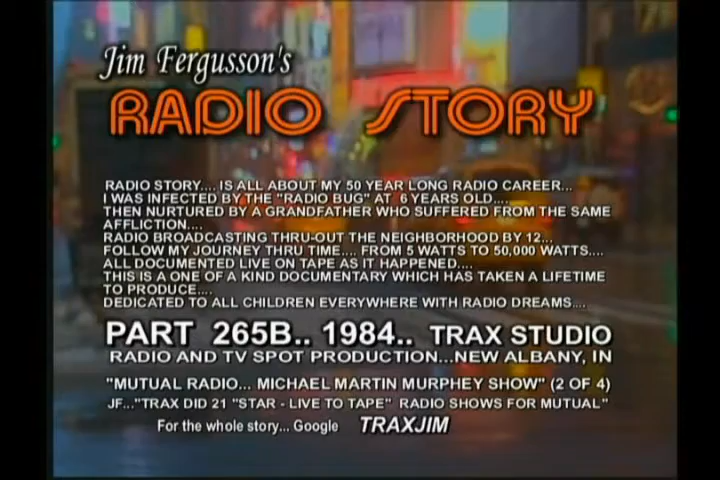 Jim Fergusson's
RADIO STORY
RADIO STORY.... IS ALL ABOUT MY 50 YEAR LONG RADIO CAREER...
I WAS INFECTED BY THE "RADIO BUG" AT  6 YEARS OLD....
THEN NURTURED BY A GRANDFATHER WHO SUFFERED FROM THE SAME
AFFLICTION....
RADIO BROADCASTING THRU-OUT THE NEIGHBORHOOD BY 12...
FOLLOW MY JOURNEY THRU TIME.... FROM 5 WATTS TO 50,000 WATTS....
ALL DOCUMENTED LIVE ON TAPE AS IT HAPPENED....
THIS IS A ONE OF A KIND DOCUMENTARY WHICH HAS TAKEN A LIFETIME
TO PRODUCE....
DEDICATED TO ALL CHILDREN EVERYWHERE WITH RADIO DREAMS....
PART 265B.. 1984.. TRAX STUDIO
RADIO AND TV SPOT PRODUCTION...NEW ALBANY, IN
"MUTUAL RADIO... MICHAEL MARTIN MURPHEY SHOW" (2 OF 4)
JF..."TRAX DID 21 "STAR - LIVE TO TAPE" RADIO SHOWS FOR MUTUAL"
For the whole story... Google TRAXJIM